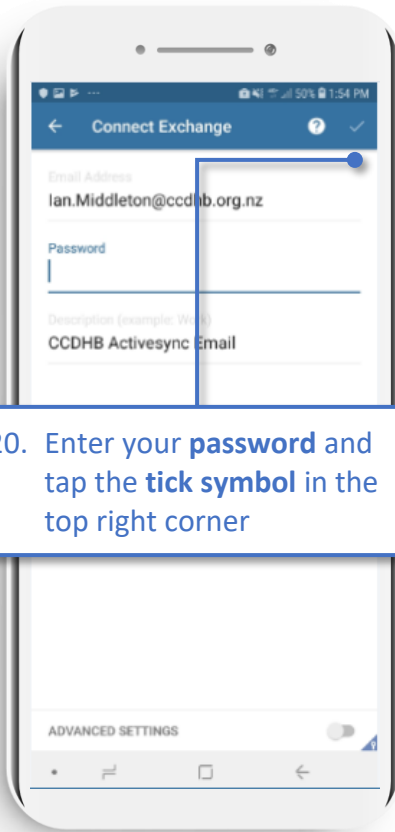 50% 1:54 PM
Connect Exchange ?
Email Address
Ian.Middleton@ccdhb.org.nz
Password
Description (example: Work)
CCDHB Activesync Email
20. Enter your password and
tap the tick symbol in the
top right corner
ADVANCED SETTINGS